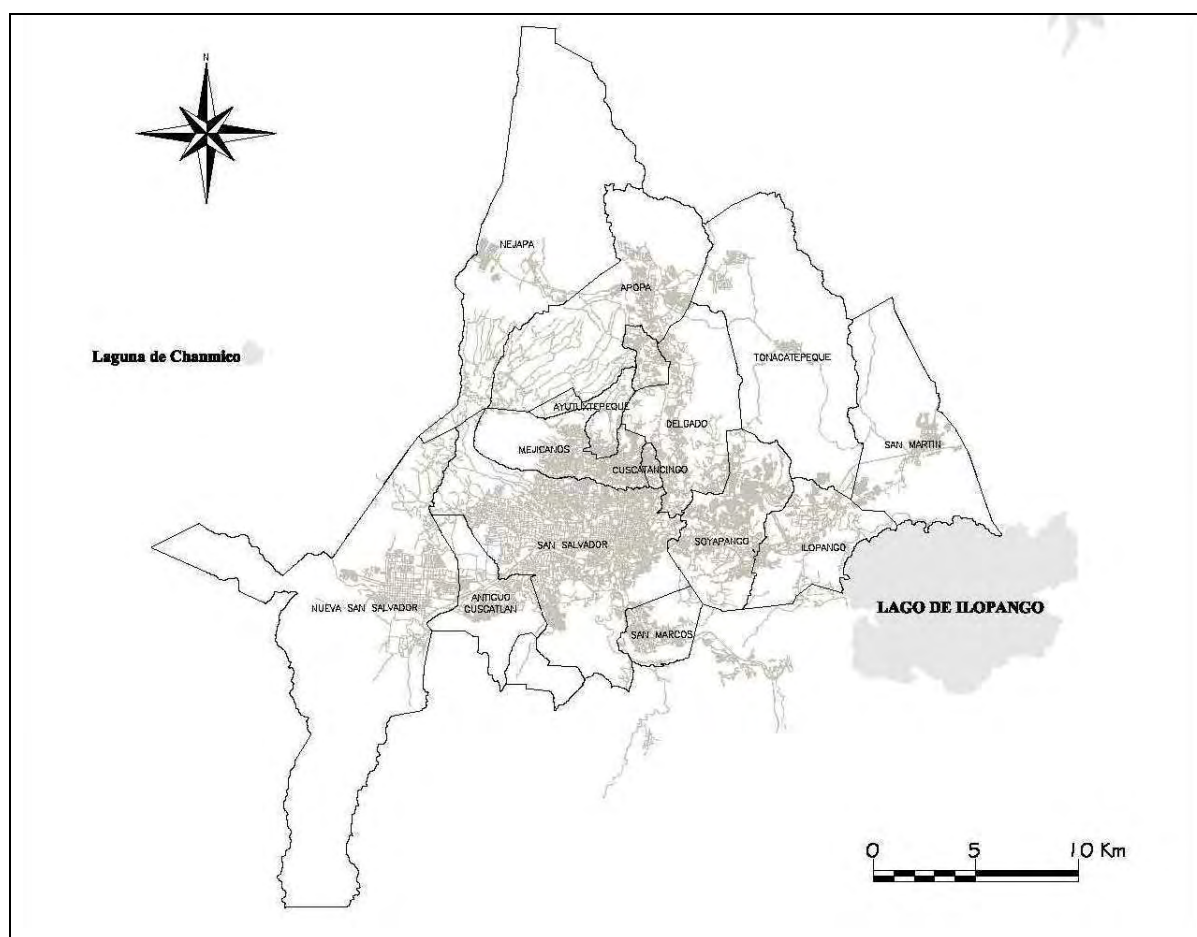 N
NEJAPA
APOPA
Laguna de Chanmico
TONACATEPEQUE
AYUTUXTEPEQUE
DELGADO
SAN MARTIN
MEJICANOS
CUSCATANCINGO
SAN SALVADOR
SOYAPANGO
ILOPANGO
NUEVA SAN SALVADOR
ANTIGUO
CUSCATLAN
LAGO DE ILOPANGO
SAN MARCOS
0 5 10 Km